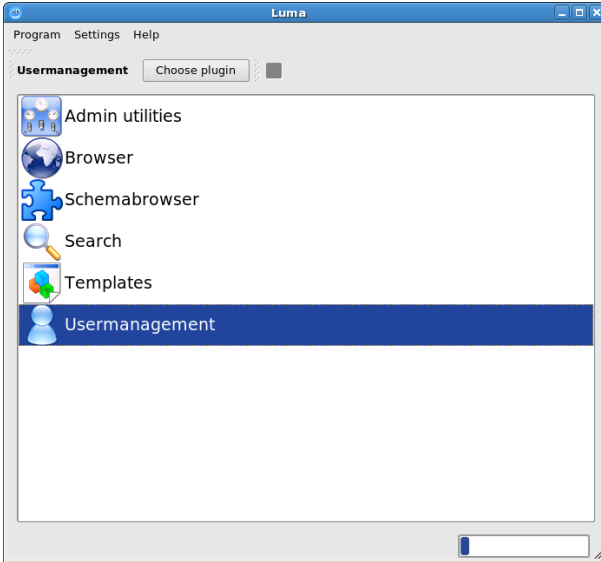 Luma
Program Settings Help
Usermanagement Choose plugin
Admin utilities
Browser
Schemabrowser
Search
Templates
Usermanagement